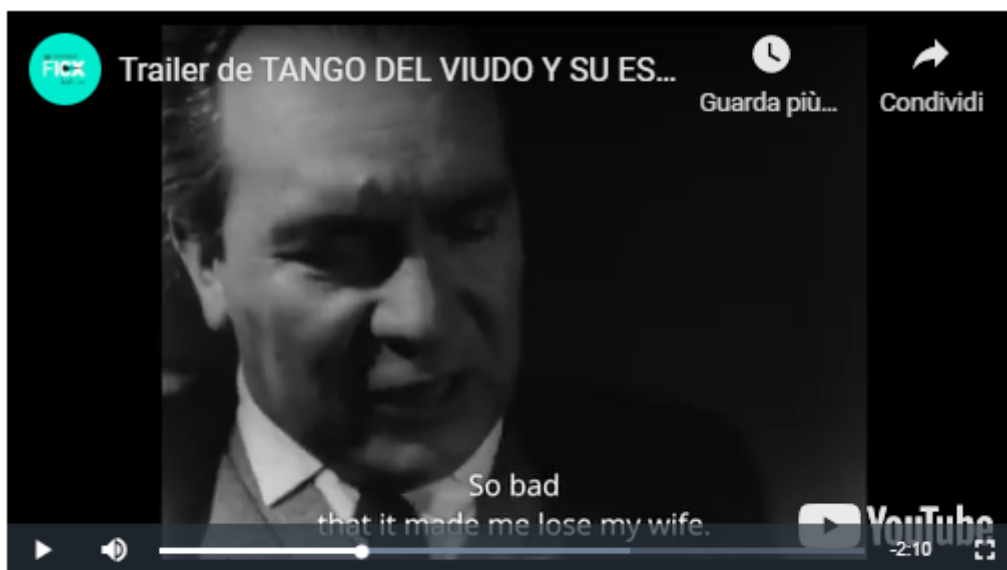 FICX
Trailer de TANGO DEL VIUDO Y SU ES...
Guarda più...
Condividi
So bad
that it made me lose my wife.
YouTube
-2:10